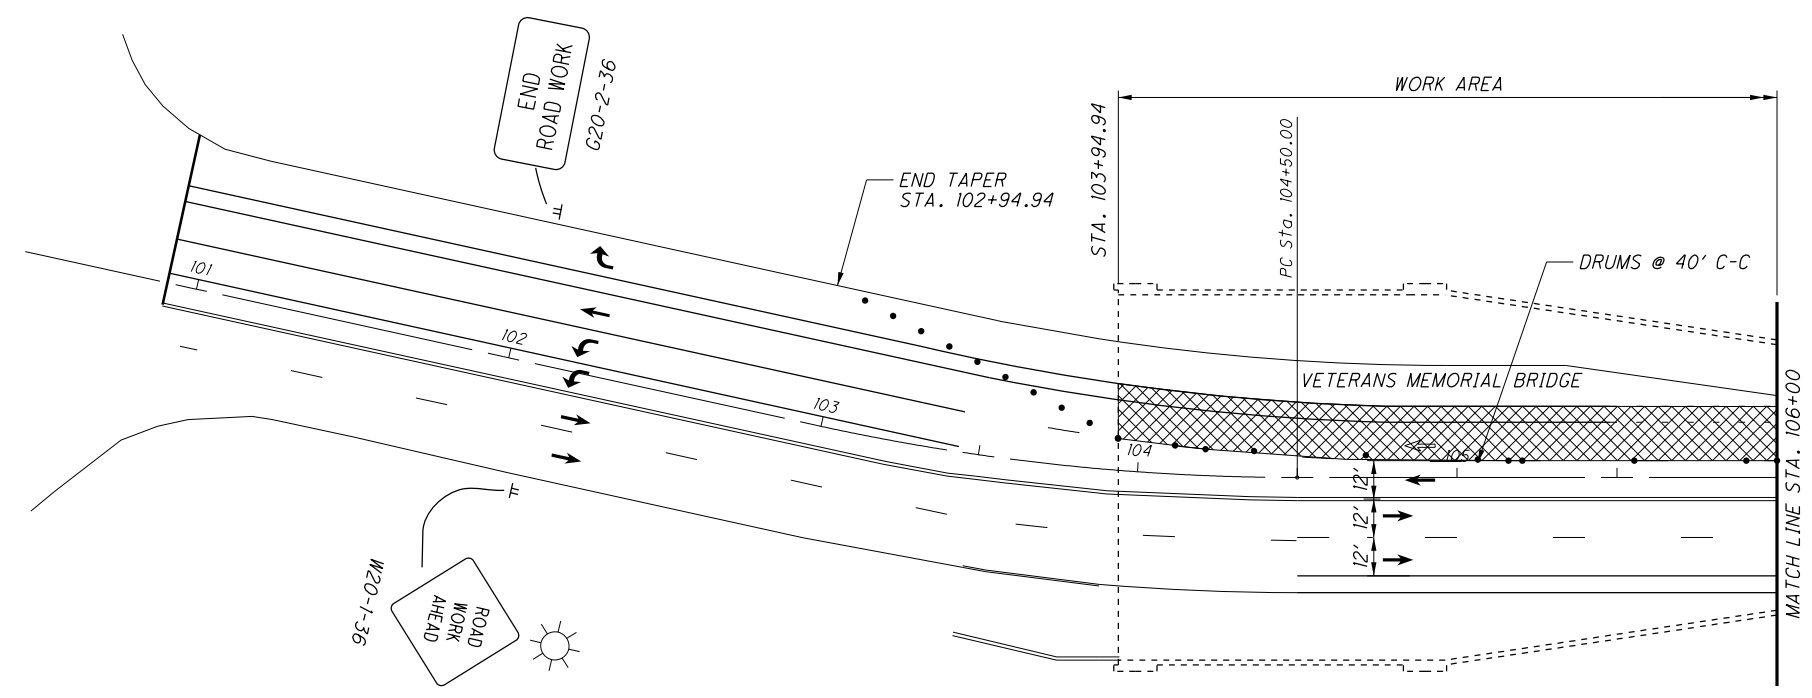 END
ROAD WORK
G20-2-36
WORK AREA
STA. 103+94.94
PC Sta. 104+50.00
END TAPER
STA. 102+94.94
DRUMS @ 40' C-C
101
102
103
104
105
VETERANS MEMORIAL BRIDGE
12'
12'
12'
MATCH LINE STA. 106+00
W20-1-36
ROAD
WORK
AHEAD